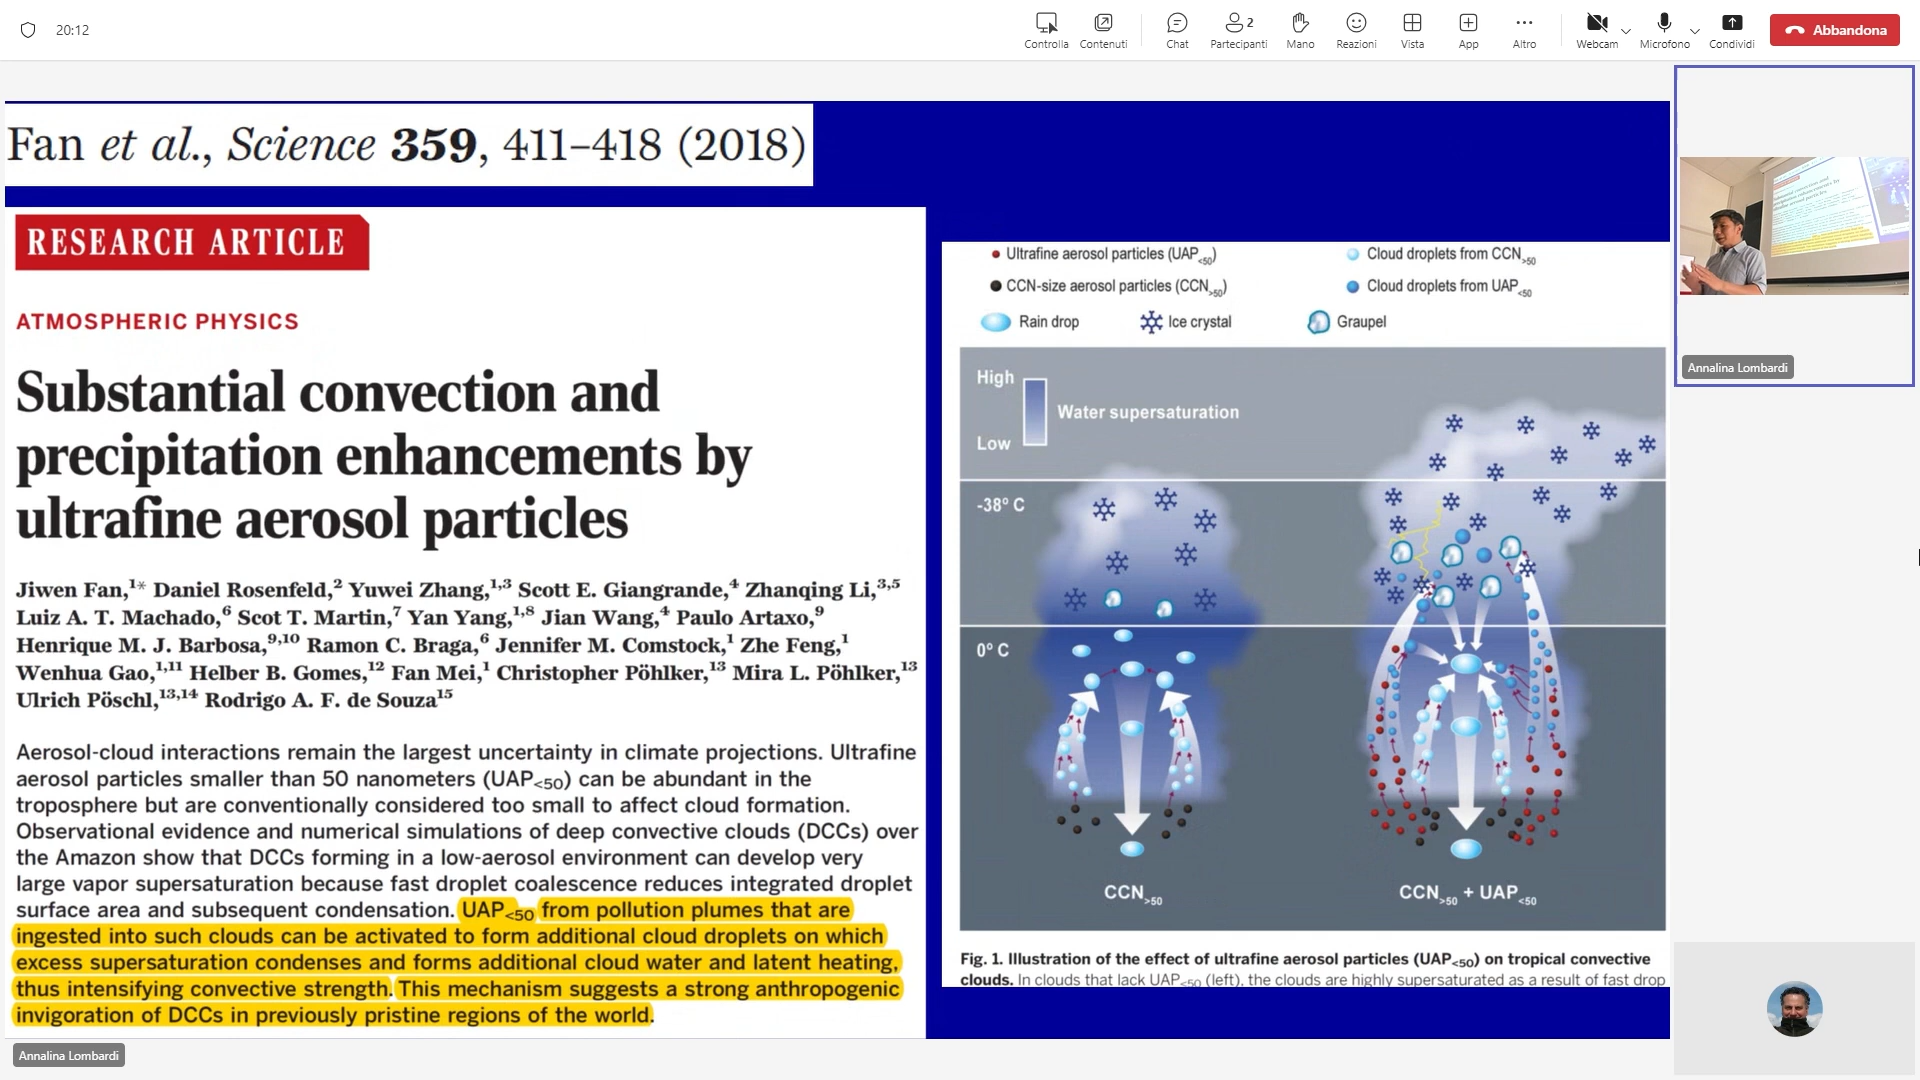 20:12
Controlla
Contenuti
Chat
2
Partecipanti
Mano
Reazioni
Vista
App
Altro
Webcam
Microfono
Condividi
Abbandona
Fan et al., Science 359, 411–418 (2018)
RESEARCH ARTICLE
ATMOSPHERIC PHYSICS
Substantial convection and
precipitation enhancements by
ultrafine aerosol particles
Jiwen Fan,1* Daniel Rosenfeld,2 Yuwei Zhang,1,3 Scott E. Giangrande,4 Zhanqing Li,3,5
Luiz A. T. Machado,6 Scot T. Martin,7 Yan Yang,1,8 Jian Wang,4 Paulo Artaxo,9
Henrique M. J. Barbosa,9,10 Ramon C. Braga,6 Jennifer M. Comstock,1 Zhe Feng,1
Wenhua Gao,1,11 Helber B. Gomes,12 Fan Mei,1 Christopher Pöhlker,13 Mira L. Pöhlker,13
Ulrich Pöschl,13,14 Rodrigo A. F. de Souza15
Aerosol-cloud interactions remain the largest uncertainty in climate projections. Ultrafine
aerosol particles smaller than 50 nanometers (UAP<50) can be abundant in the
troposphere but are conventionally considered too small to affect cloud formation.
Observational evidence and numerical simulations of deep convective clouds (DCCs) over
the Amazon show that DCCs forming in a low-aerosol environment can develop very
large vapor supersaturation because fast droplet coalescence reduces integrated droplet
surface area and subsequent condensation. UAP<50 from pollution plumes that are
ingested into such clouds can be activated to form additional cloud droplets on which
excess supersaturation condenses and forms additional cloud water and latent heating,
thus intensifying convective strength. This mechanism suggests a strong anthropogenic
invigoration of DCCs in previously pristine regions of the world.
Ultrafine aerosol particles (UAP<50)
Cloud droplets from CCN>50
CCN-size aerosol particles (CCN>50)
Cloud droplets from UAP<50
Rain drop
Ice crystal
Graupel
High
Water supersaturation
Low
-38° C
0° C
CCN>50
CCN>50 + UAP<50
Fig. 1. Illustration of the effect of ultrafine aerosol particles (UAP<50) on tropical convective
clouds. In clouds that lack UAP<50 (left), the clouds are highly supersaturated as a result of fast drop
Annalina Lombardi
Annalina Lombardi